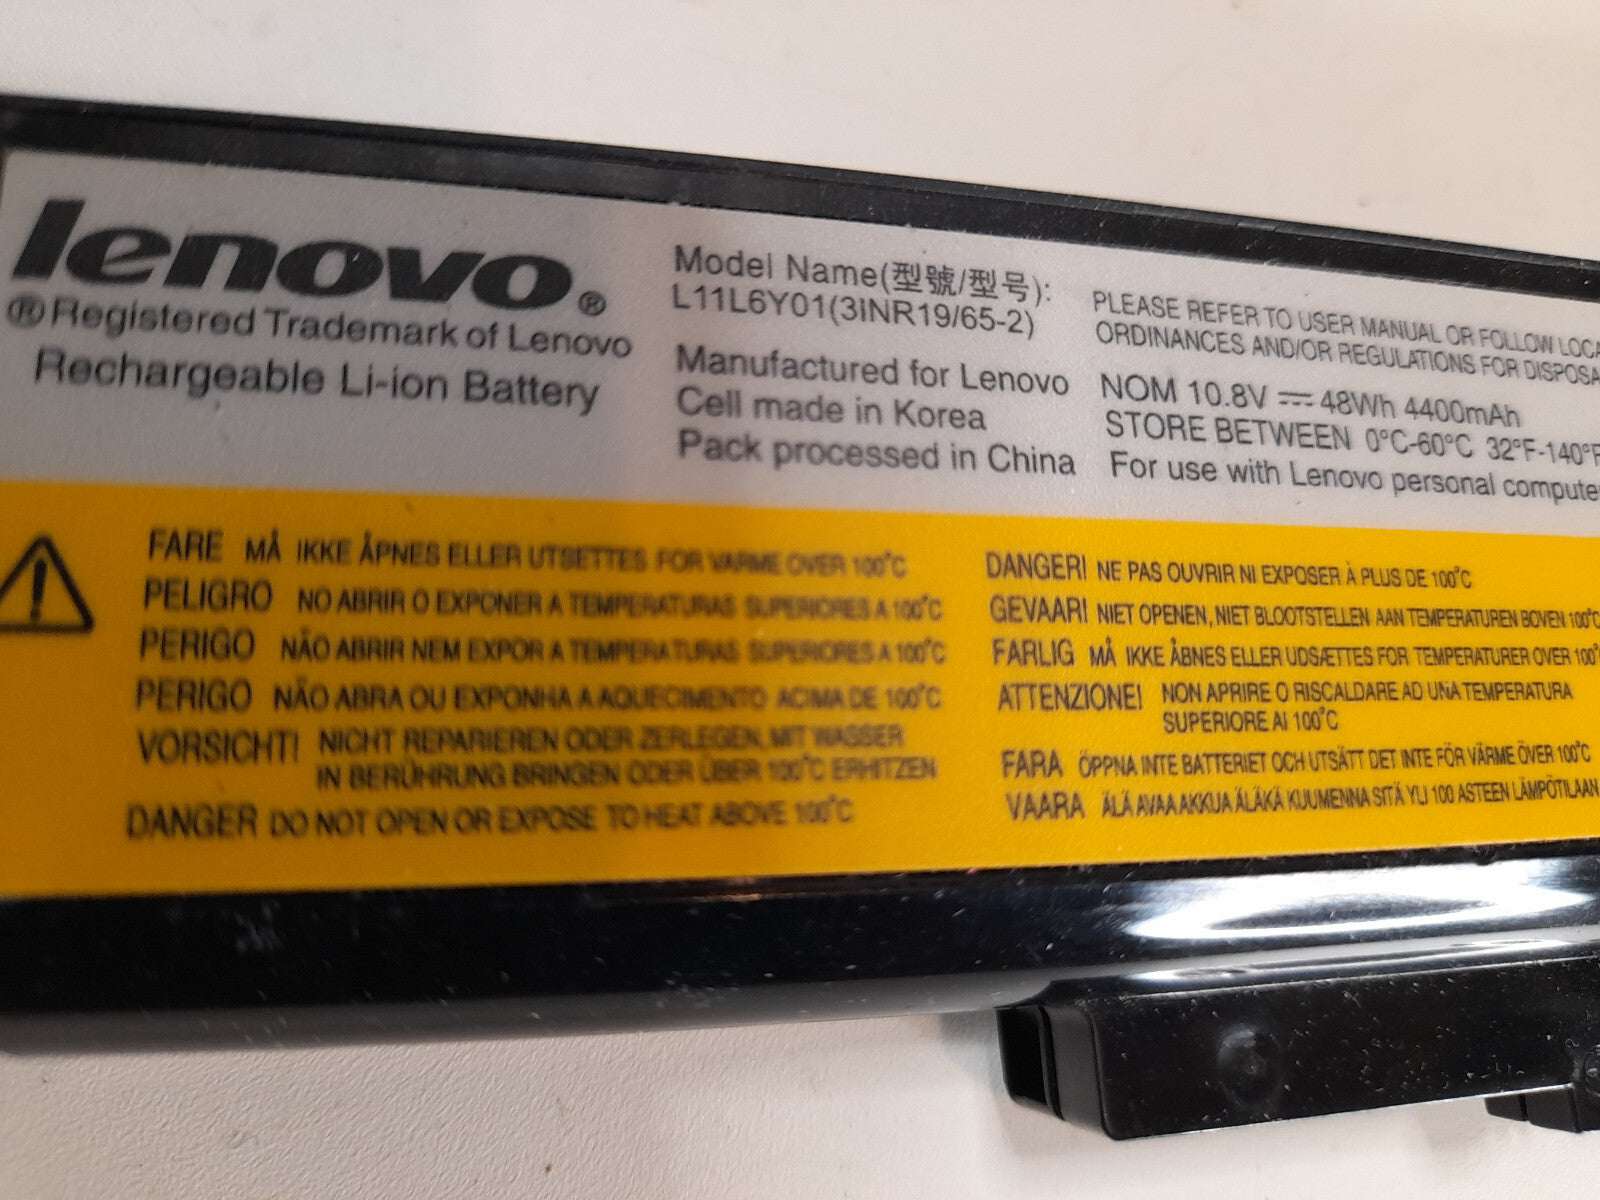 lenovo®
®Registered Trademark of Lenovo
Rechargeable Li-ion Battery
Model Name(型號/型号):
L11L6Y01(3INR19/65-2)
Manufactured for Lenovo
Cell made in Korea
Pack processed in China
PLEASE REFER TO USER MANUAL OR FOLLOW LOCA
ORDINANCES AND/OR REGULATIONS FOR DISPOSA
NOM 10.8V ⎓ 48Wh 4400mAh
STORE BETWEEN 0°C-60°C 32°F-140°F
For use with Lenovo personal compute
FARE MÅ IKKE ÅPNES ELLER UTSETTES FOR VARME OVER 100°C
PELIGRO NO ABRIR O EXPONER A TEMPERATURAS SUPERIORES A 100°C
PERIGO NÃO ABRIR NEM EXPOR A TEMPERATURAS SUPERIORES A 100°C
PERIGO NÃO ABRA OU EXPONHA A AQUECIMENTO ACIMA DE 100°C
VORSICHT! NICHT REPARIEREN ODER ZERLEGEN, MIT WASSER
IN BERÜHRUNG BRINGEN ODER ÜBER 100°C ERHITZEN
DANGER DO NOT OPEN OR EXPOSE TO HEAT ABOVE 100°C
DANGER! NE PAS OUVRIR NI EXPOSER À PLUS DE 100°C
GEVAAR! NIET OPENEN, NIET BLOOTSTELLEN AAN TEMPERATUREN BOVEN 100°C
FARLIG MÅ IKKE ÅBNES ELLER UDSÆTTES FOR TEMPERATURER OVER 100°
ATTENZIONE! NON APRIRE O RISCALDARE AD UNA TEMPERATURA
SUPERIORE AI 100°C
FARA ÖPPNA INTE BATTERIET OCH UTSÄTT DET INTE FÖR VÄRME ÖVER 100°C
VAARA ÄLÄ AVAA AKKUA ÄLÄKÄ KUUMENNA SITÄ YLI 100 ASTEEN LÄMPÖTILAAN